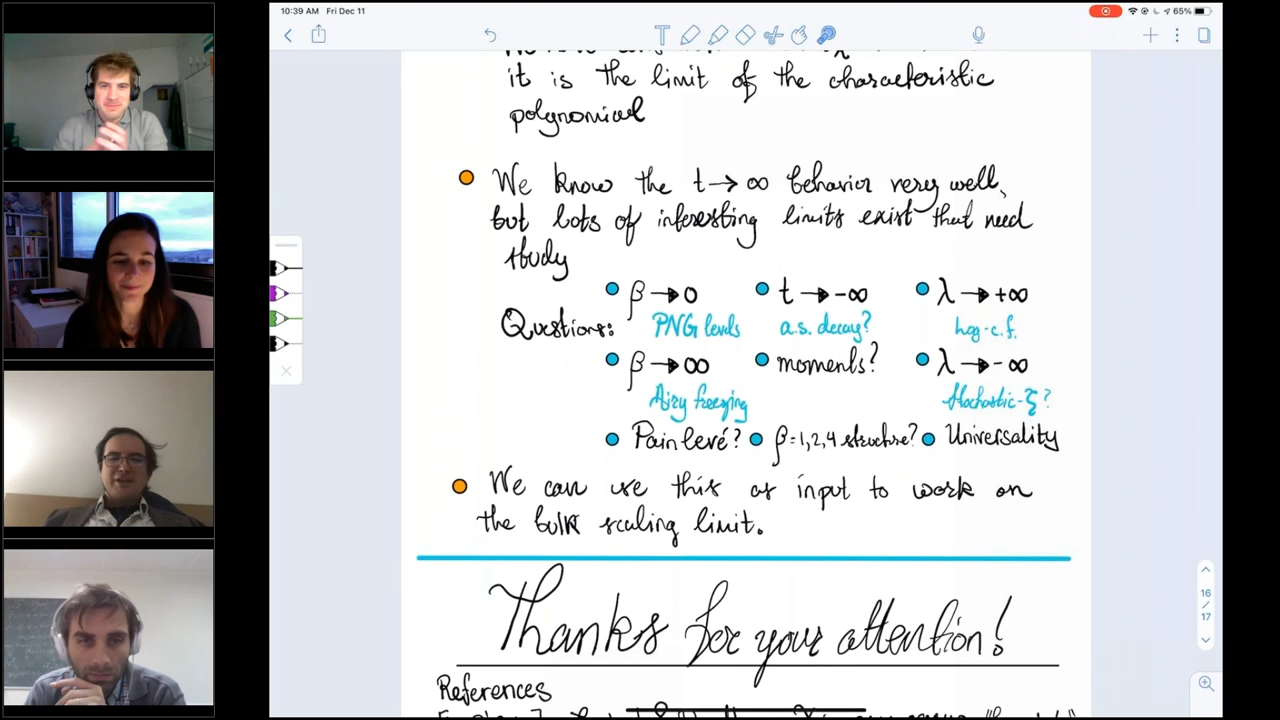 10:39 AM Fri Dec 11
65%
it is the limit of the characteristic
polynomial
We know the t → ∞ behavior very well,
but lots of interesting limits exist that need
study
Questions:
β → 0 t → -∞ λ → +∞
PNG levels a.s. decay? log-c.f.
β → ∞ moments? λ → -∞
Airy freezing Stochastic-ζ?
Painlevé? β=1,2,4 structure? Universality
We can use this as input to work on
the bulk scaling limit.
Thanks for your attention!
References
16
/
17